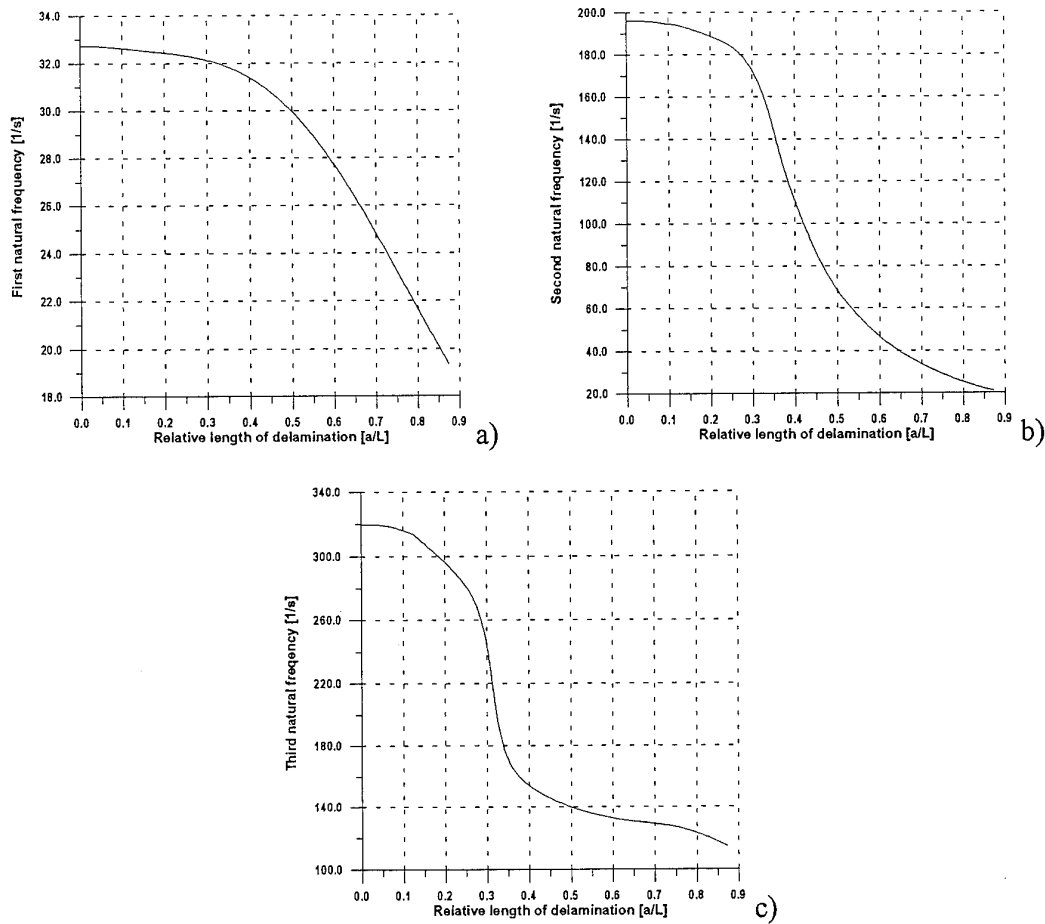 34.0
32.0
30.0
28.0
26.0
24.0
22.0
20.0
18.0
First natural frequency [1/s]
0.0 0.1 0.2 0.3 0.4 0.5 0.6 0.7 0.8 0.9
Relative length of delamination [a/L]
a)
200.0
180.0
160.0
140.0
120.0
100.0
80.0
60.0
40.0
20.0
Second natural frequency [1/s]
0.0 0.1 0.2 0.3 0.4 0.5 0.6 0.7 0.8 0.9
Relative length of delamination [a/L]
b)
340.0
300.0
260.0
220.0
180.0
140.0
100.0
Third natural freqency [1/s]
0.0 0.1 0.2 0.3 0.4 0.5 0.6 0.7 0.8 0.9
Relative length of delamination [a/L]
c)